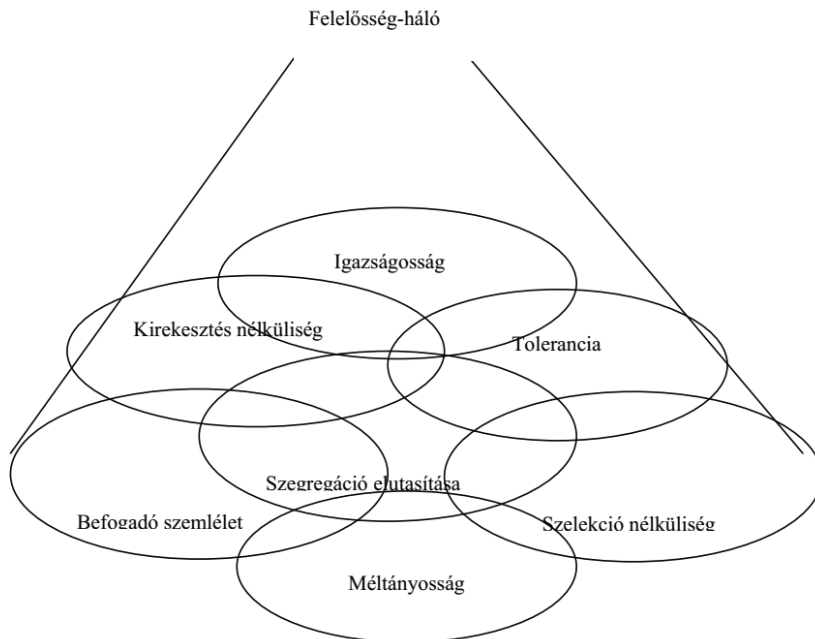 Felelősség-háló
Igazságosság
Kirekesztés nélküliség
Tolerancia
Szegregáció elutasítása
Befogadó szemlélet
Szelekció nélküliség
Méltányosság